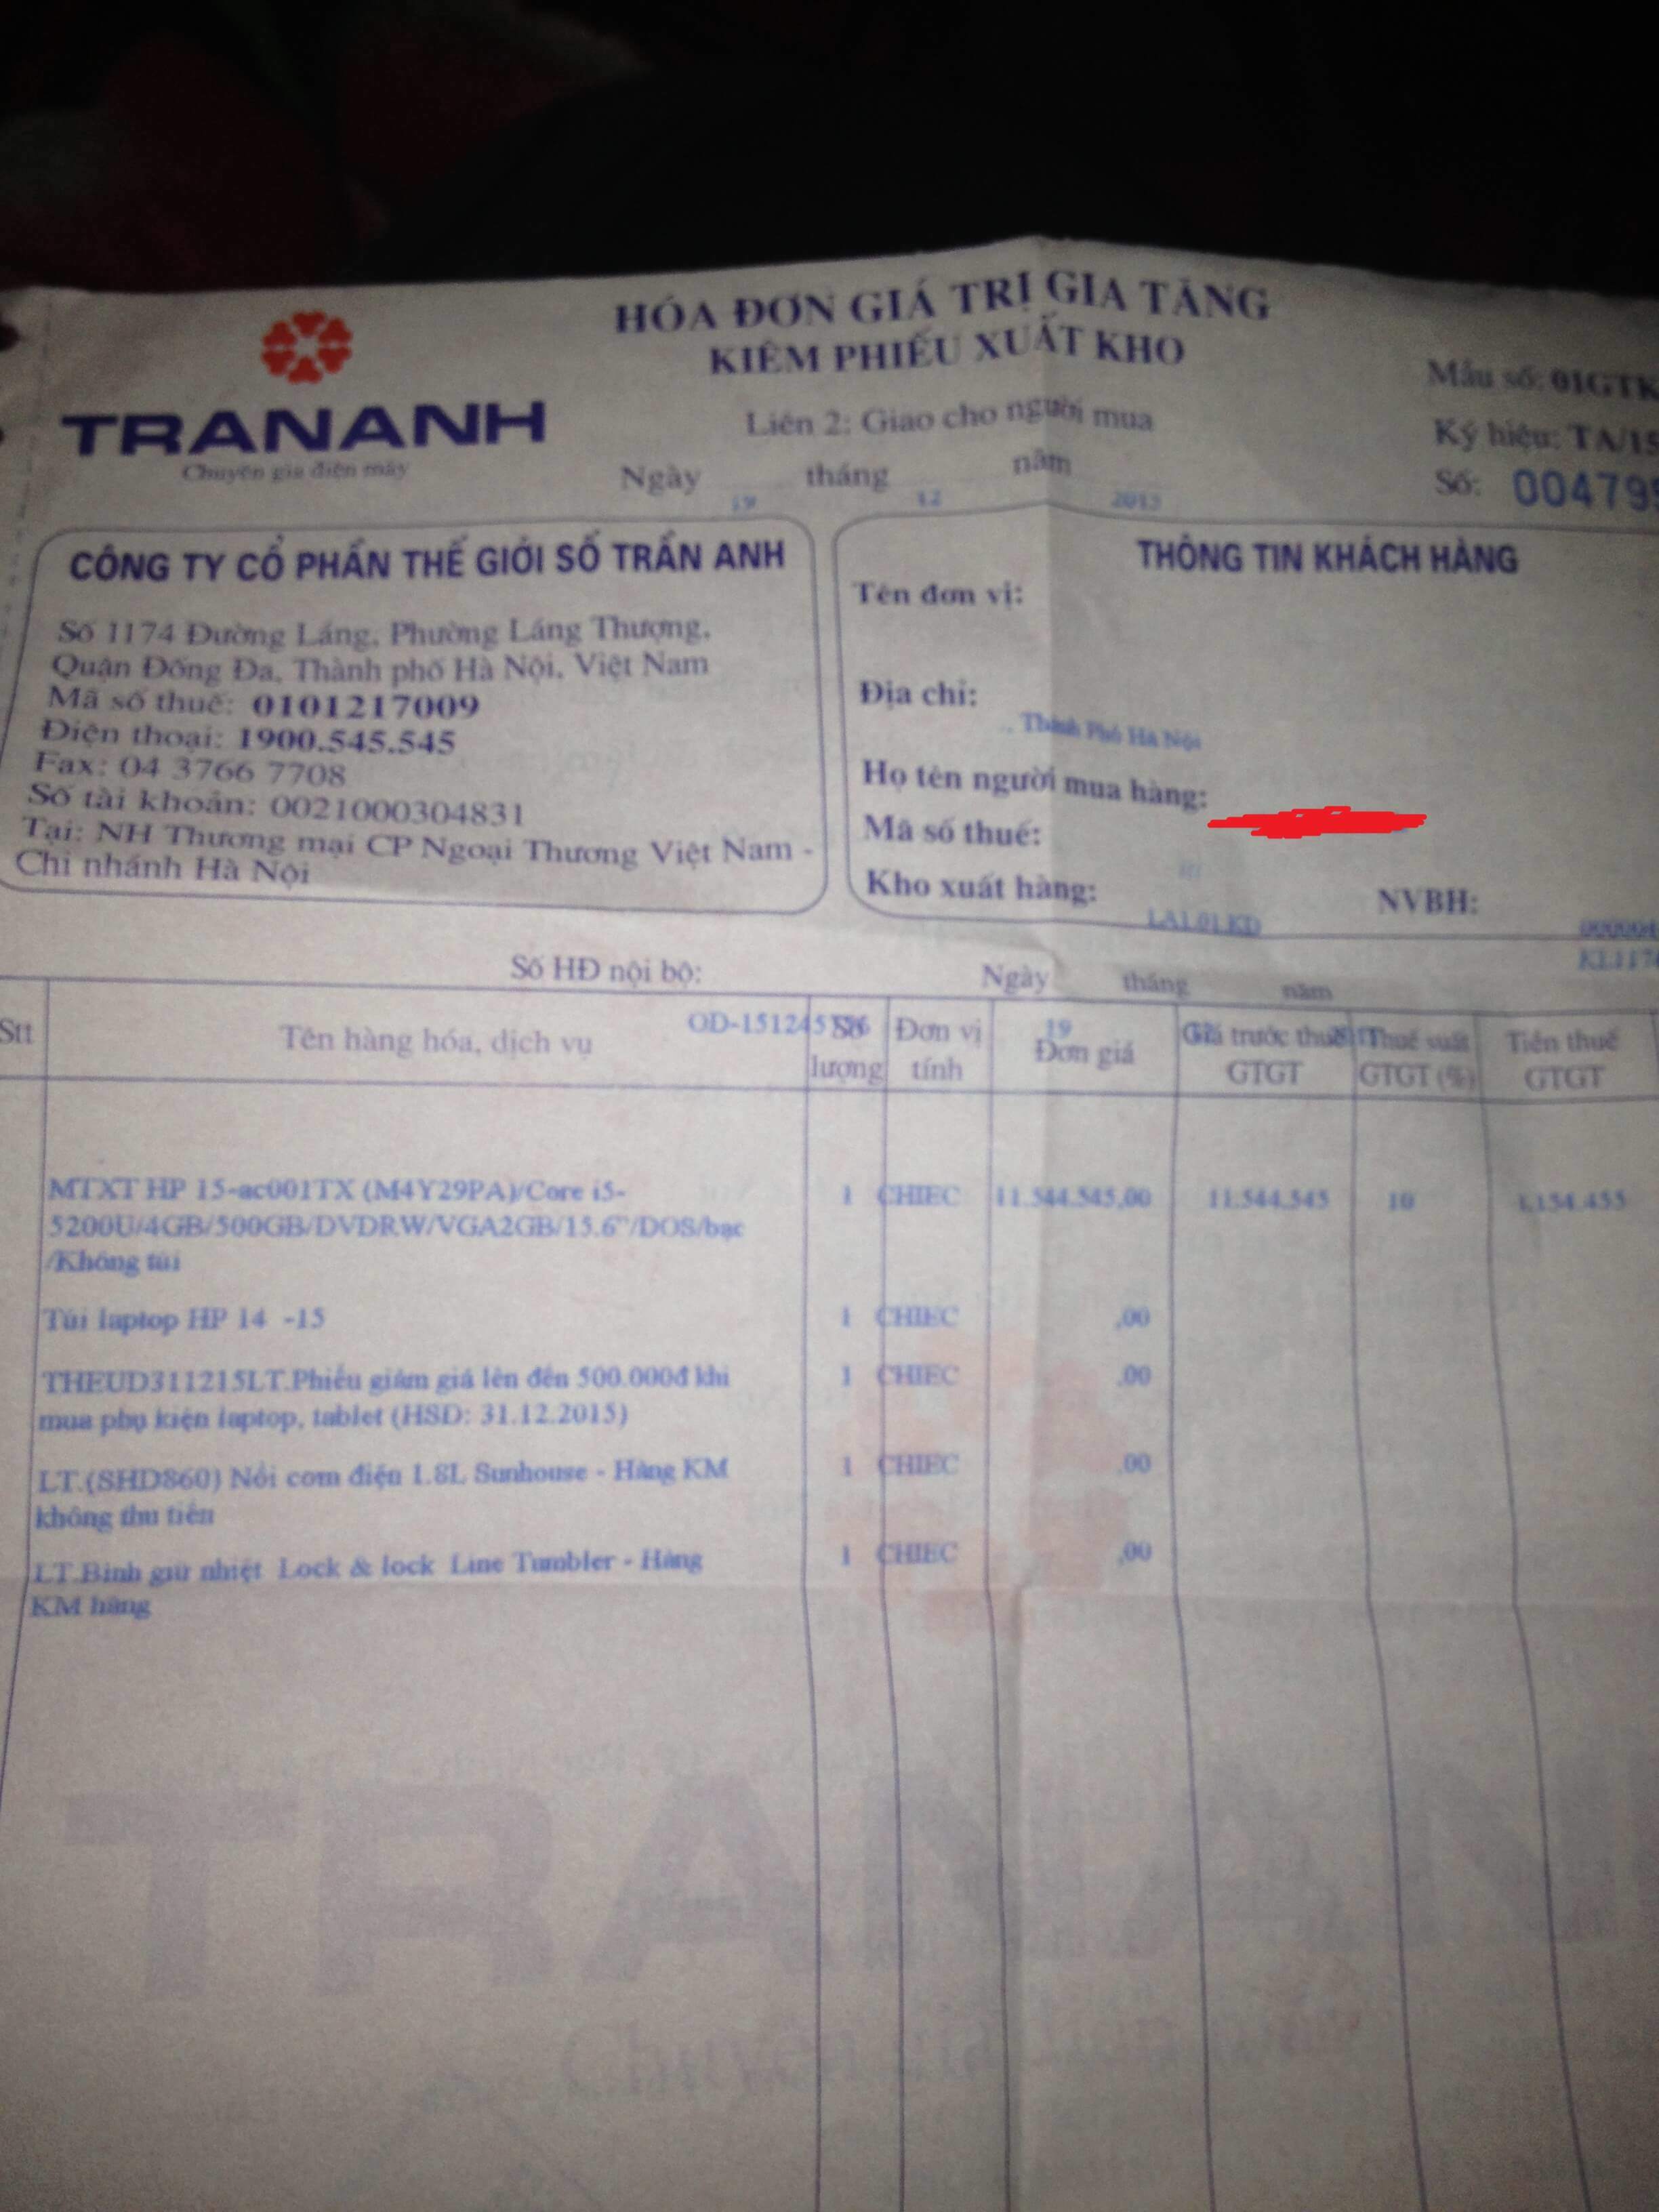 HÓA ĐƠN GIÁ TRỊ GIA TĂNG
KIÊM PHIẾU XUẤT KHO
Liên 2: Giao cho người mua
Ngày tháng năm
19 12 2015
TRANANH
Chuyên gia điện máy
Mẫu số: 01GTK
Ký hiệu: TA/15
Số: 004799
CÔNG TY CỔ PHẦN THẾ GIỚI SỐ TRẦN ANH
Số 1174 Đường Láng, Phường Láng Thượng,
Quận Đống Đa, Thành phố Hà Nội, Việt Nam
Mã số thuế: 0101217009
Điện thoại: 1900.545.545
Fax: 04 3766 7708
Số tài khoản: 0021000304831
Tại: NH Thương mại CP Ngoại Thương Việt Nam -
Chi nhánh Hà Nội
THÔNG TIN KHÁCH HÀNG
Tên đơn vị:
Địa chỉ:
Thành Phố Hà Nội
Họ tên người mua hàng:
Mã số thuế:
Kho xuất hàng: NVBH:
LA1.01.KD
Số HĐ nội bộ: Ngày tháng năm
19
Stt Tên hàng hóa, dịch vụ Số lượng Đơn vị tính Đơn giá Giá trước thuế GTGT Thuế suất GTGT (%) Tiền thuế GTGT
MTXT HP 15-ac001TX (M4Y29PA)/Core i5- 1 CHIEC 11.544.545,00 11.544.545 10 1.154.455
5200U/4GB/500GB/DVDRW/VGA2GB/15.6"/DOS/bạc
/Không túi
Túi laptop HP 14 -15 1 CHIEC ,00
THEUD311215LT.Phiếu giảm giá lên đến 500.000đ khi 1 CHIEC ,00
mua phụ kiện laptop, tablet (HSD: 31.12.2015)
LT.(SHD860) Nồi cơm điện 1.8L Sunhouse - Hàng KM 1 CHIEC ,00
không thu tiền
LT.Bình giữ nhiệt Lock & lock Line Tumbler - Hàng 1 CHIEC ,00
KM hãng
TRANAN